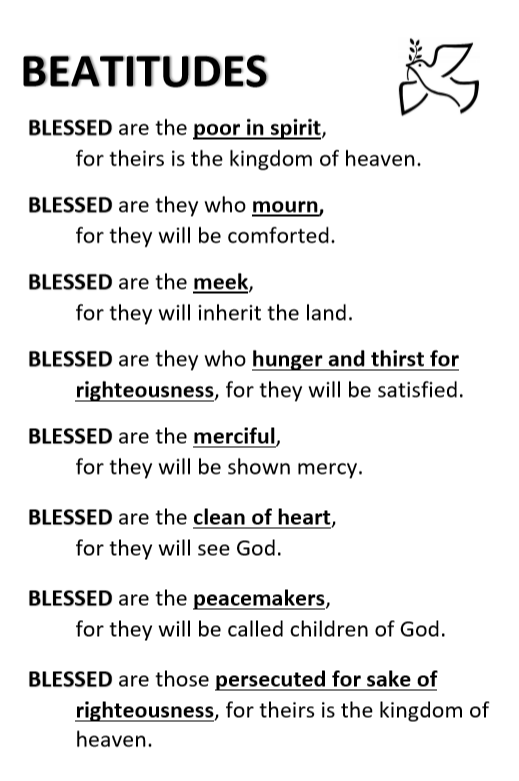 BEATITUDES
BLESSED are the poor in spirit,
for theirs is the kingdom of heaven.
BLESSED are they who mourn,
for they will be comforted.
BLESSED are the meek,
for they will inherit the land.
BLESSED are they who hunger and thirst for
righteousness, for they will be satisfied.
BLESSED are the merciful,
for they will be shown mercy.
BLESSED are the clean of heart,
for they will see God.
BLESSED are the peacemakers,
for they will be called children of God.
BLESSED are those persecuted for sake of
righteousness, for theirs is the kingdom of
heaven.